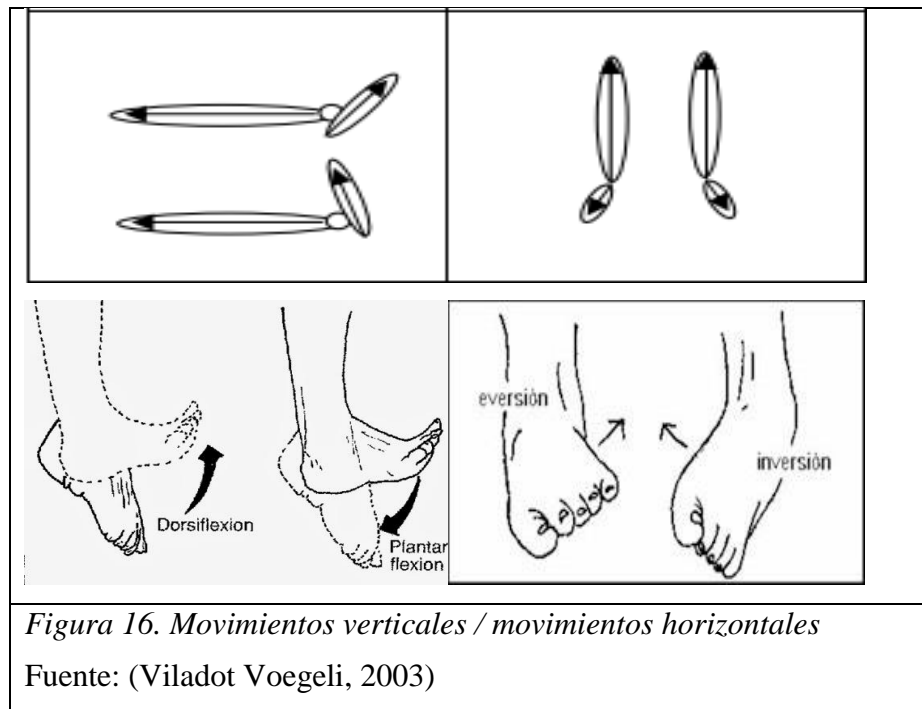 Dorsiflexion
Plantar
flexion
eversión
inversión
Figura 16. Movimientos verticales / movimientos horizontales
Fuente: (Viladot Voegeli, 2003)